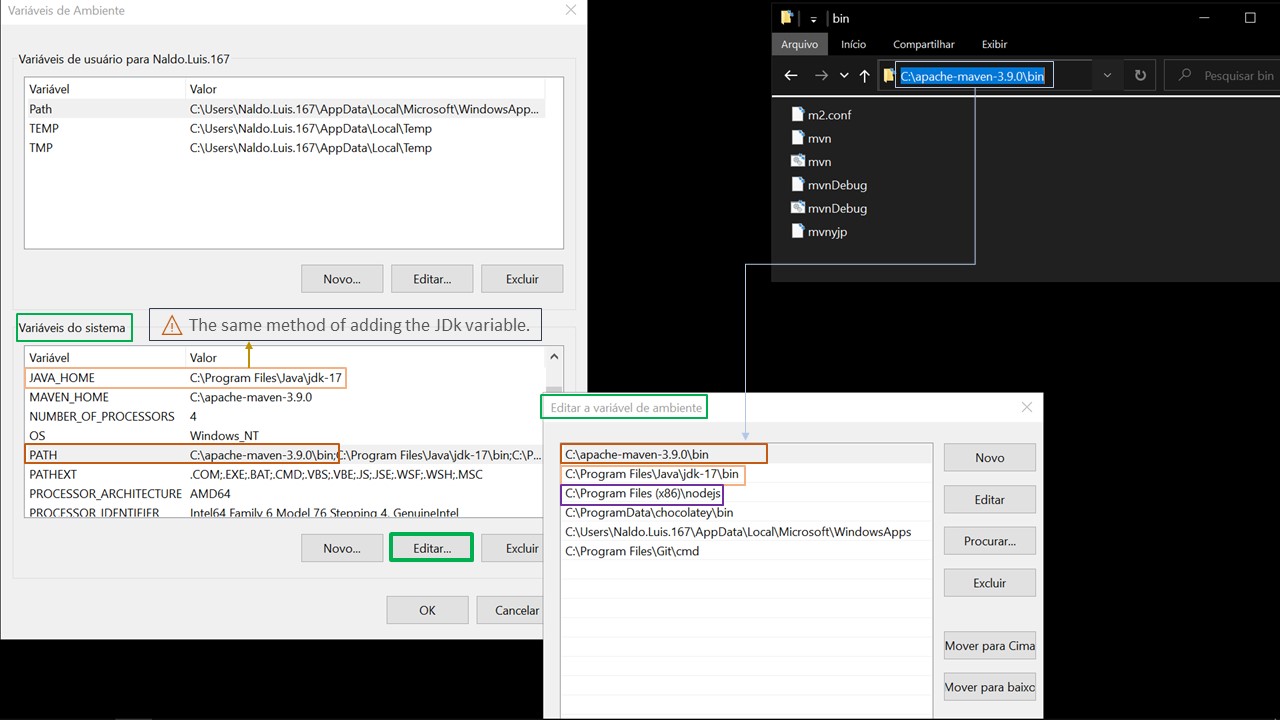 Variáveis de Ambiente
Variáveis de usuário para Naldo.Luis.167
Variável Valor
Path C:\Users\Naldo.Luis.167\AppData\Local\Microsoft\WindowsApp...
TEMP C:\Users\Naldo.Luis.167\AppData\Local\Temp
TMP C:\Users\Naldo.Luis.167\AppData\Local\Temp
Novo... Editar... Excluir
Variáveis do sistema
The same method of adding the JDk variable.
Variável Valor
JAVA_HOME C:\Program Files\Java\jdk-17
MAVEN_HOME C:\apache-maven-3.9.0
NUMBER_OF_PROCESSORS 4
OS Windows_NT
PATH C:\apache-maven-3.9.0\bin;C:\Program Files\Java\jdk-17\bin;C:\P...
PATHEXT .COM;.EXE;.BAT;.CMD;.VBS;.VBE;.JS;.JSE;.WSF;.WSH;.MSC
PROCESSOR_ARCHITECTURE AMD64
PROCESSOR_IDENTIFIER Intel64 Family 6 Model 76 Stepping 4, GenuineIntel
Novo... Editar... Excluir
OK Cancelar
bin
Arquivo Início Compartilhar Exibir
C:\apache-maven-3.9.0\bin
Pesquisar bin
m2.conf
mvn
mvn
mvnDebug
mvnDebug
mvnyjp
Editar a variável de ambiente
C:\apache-maven-3.9.0\bin
C:\Program Files\Java\jdk-17\bin
C:\Program Files (x86)\nodejs
C:\ProgramData\chocolatey\bin
C:\Users\Naldo.Luis.167\AppData\Local\Microsoft\WindowsApps
C:\Program Files\Git\cmd
Novo
Editar
Procurar...
Excluir
Mover para Cima
Mover para baixo